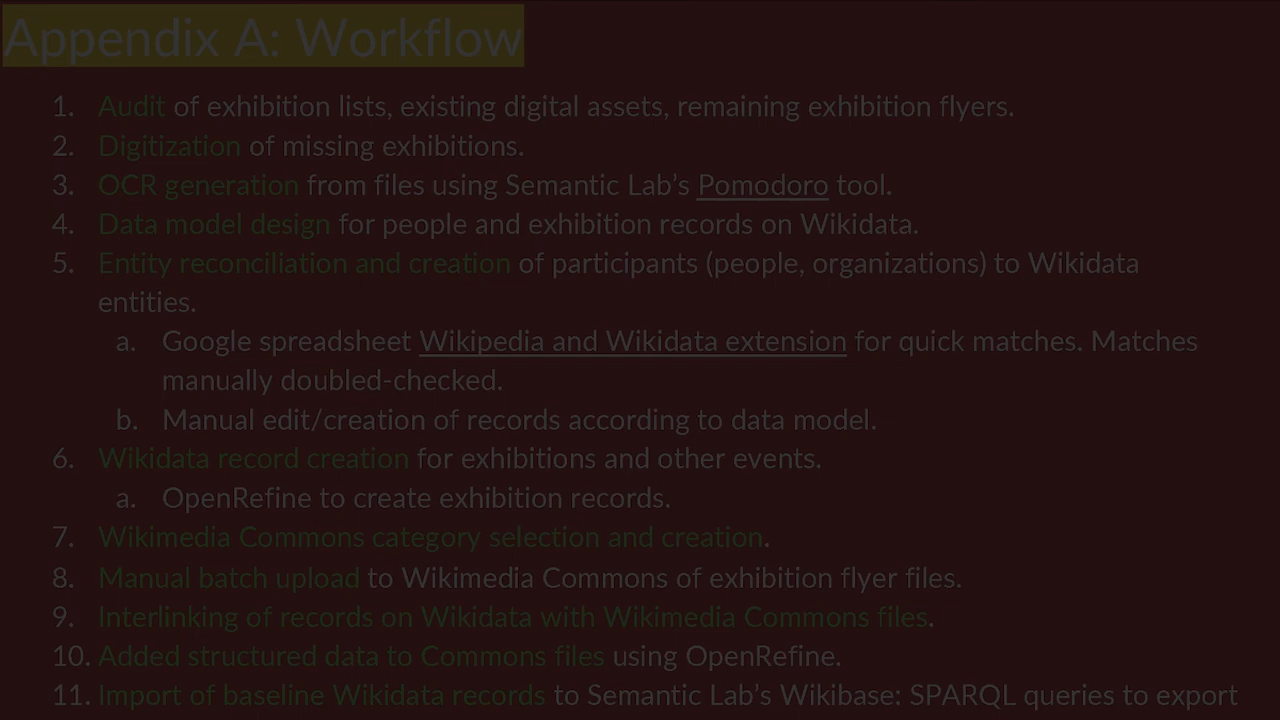 Appendix A: Workflow
1. Audit of exhibition lists, existing digital assets, remaining exhibition flyers.
2. Digitization of missing exhibitions.
3. OCR generation from files using Semantic Lab’s Pomodoro tool.
4. Data model design for people and exhibition records on Wikidata.
5. Entity reconciliation and creation of participants (people, organizations) to Wikidata
entities.
a. Google spreadsheet Wikipedia and Wikidata extension for quick matches. Matches
manually doubled-checked.
b. Manual edit/creation of records according to data model.
6. Wikidata record creation for exhibitions and other events.
a. OpenRefine to create exhibition records.
7. Wikimedia Commons category selection and creation.
8. Manual batch upload to Wikimedia Commons of exhibition flyer files.
9. Interlinking of records on Wikidata with Wikimedia Commons files.
10. Added structured data to Commons files using OpenRefine.
11. Import of baseline Wikidata records to Semantic Lab’s Wikibase: SPARQL queries to export